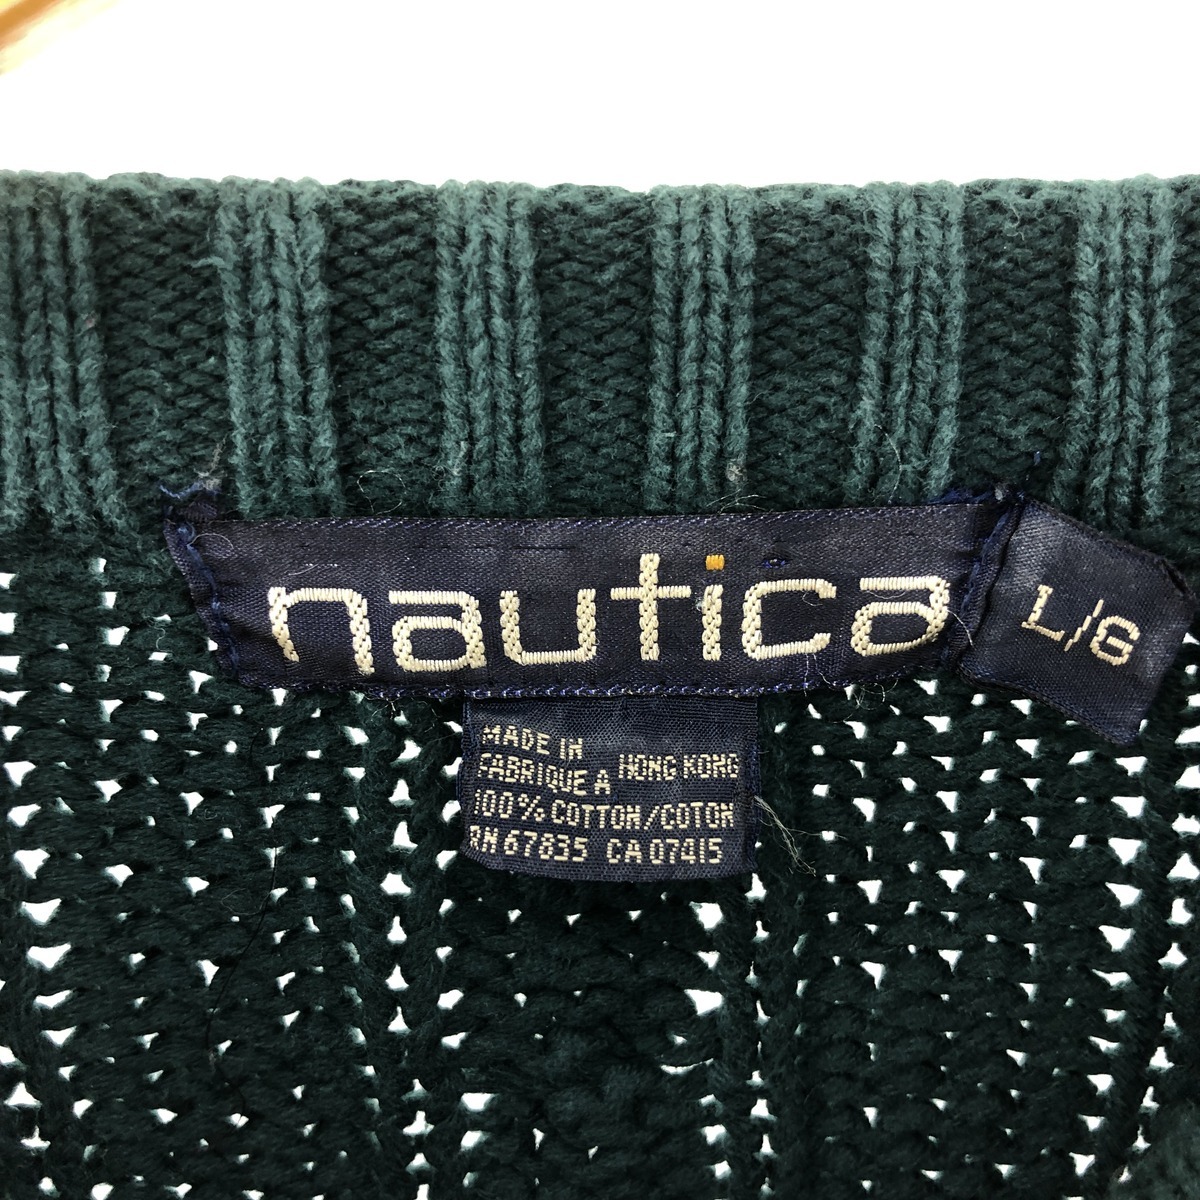 nautica
L/G
MADE IN
FABRIQUE A HONG KONG
100% COTTON/COTON
RN 67835 CA 07415